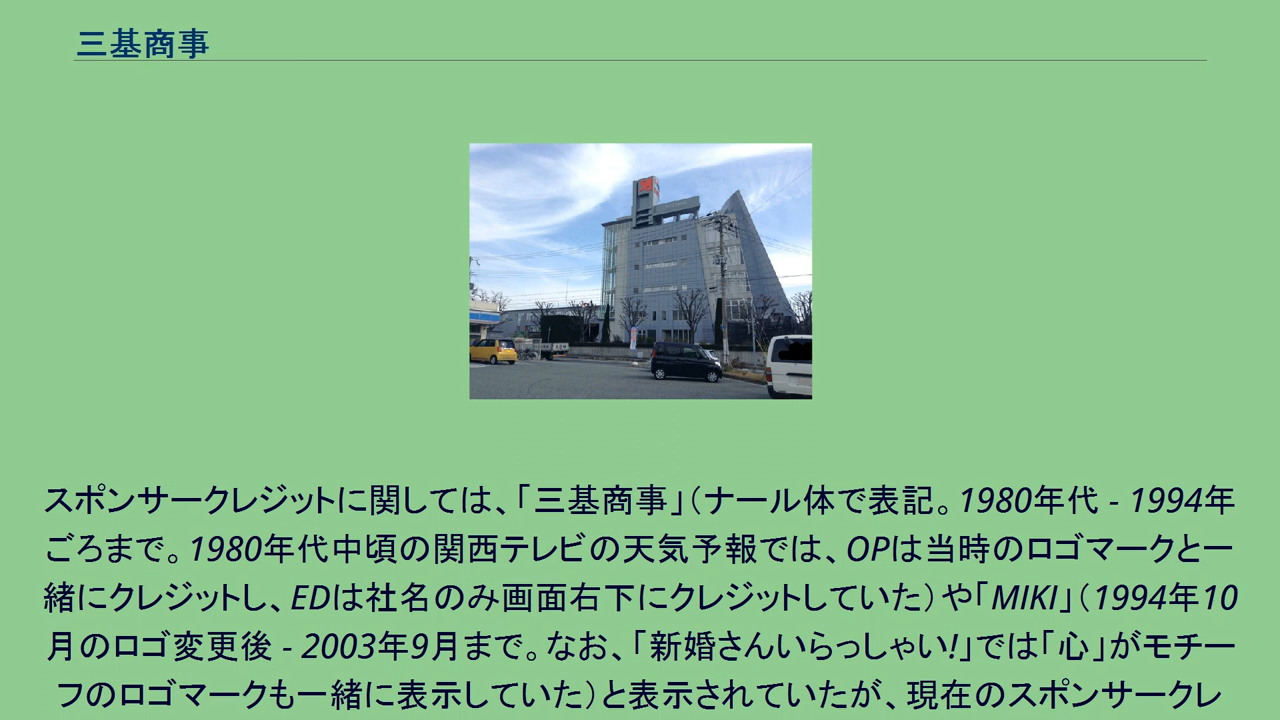 三基商事
スポンサークレジットに関しては、「三基商事」（ナール体で表記。1980年代 - 1994年
ごろまで。1980年代中頃の関西テレビの天気予報では、OPは当時のロゴマークと一
緒にクレジットし、EDは社名のみ画面右下にクレジットしていた）や「MIKI」（1994年10
月のロゴ変更後 - 2003年9月まで。なお、「新婚さんいらっしゃい!」では「心」がモチー
フのロゴマークも一緒に表示していた）と表示されていたが、現在のスポンサークレ